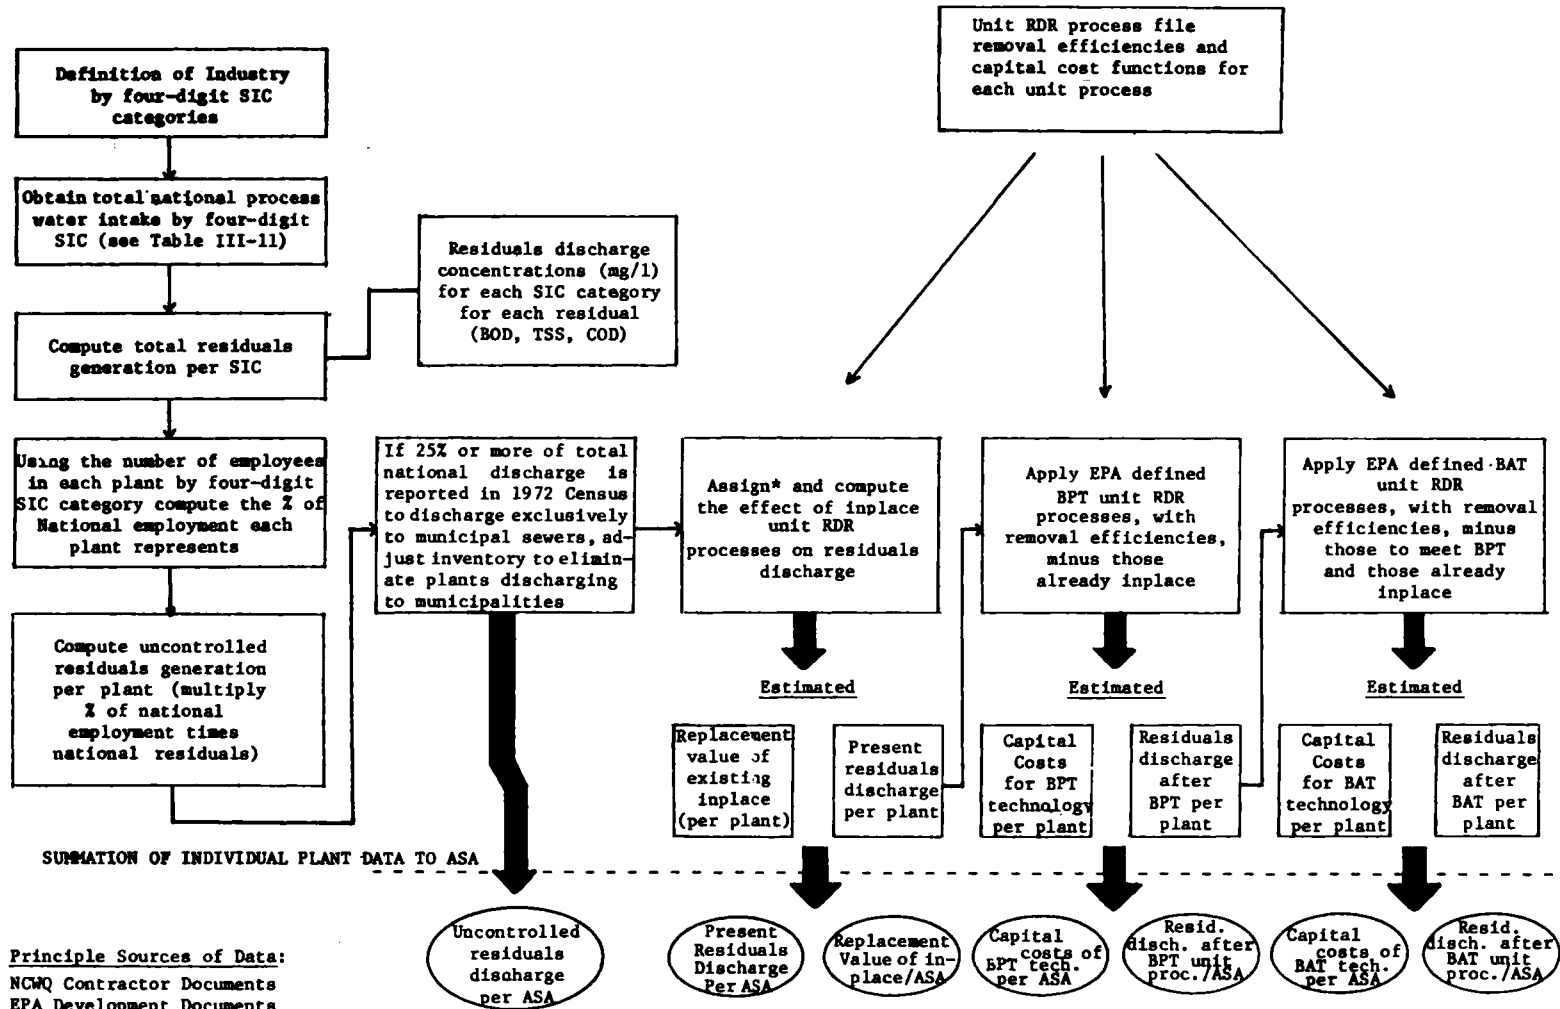 Unit RDR process file
removal efficiencies and
capital cost functions for
each unit process
Definition of Industry
by four-digit SIC
categories
Obtain total national process
water intake by four-digit
SIC (see Table III-11)
Residuals discharge
concentrations (mg/l)
for each SIC category
for each residual
(BOD, TSS, COD)
Compute total residuals
generation per SIC
Using the number of employees
in each plant by four-digit
SIC category compute the % of
National employment each
plant represents
If 25% or more of total
national discharge is
reported in 1972 Census
to discharge exclusively
to municipal sewers, ad-
just inventory to elimin-
ate plants discharging
to municipalities
Assign* and compute
the effect of inplace
unit RDR
processes on residuals
discharge
Apply EPA defined
BPT unit RDR
processes, with
removal efficiencies,
minus those
already inplace
Apply EPA defined BAT
unit RDR
processes, with removal
efficiencies, minus
those to meet BPT
and those already
inplace
Compute uncontrolled
residuals generation
per plant (multiply
% of national
employment times
national residuals)
Estimated
Estimated
Estimated
Replacement
value of
existing
inplace
(per plant)
Present
residuals
discharge
per plant
Capital
Costs
for BPT
technology
per plant
Residuals
discharge
after
BPT per
plant
Capital
Costs
for BAT
technology
per plant
Residuals
discharge
after
BAT per
plant
SUMMATION OF INDIVIDUAL PLANT DATA TO ASA
Uncontrolled
residuals
discharge
per ASA
Present
Residuals
Discharge
Per ASA
Replacement
Value of in-
place/ASA
Capital
costs of
BPT tech.
per ASA
Resid.
disch. after
BPT unit
proc./ASA
Capital
costs of
BAT tech.
per ASA
Resid.
disch. after
BAT unit
proc./ASA
Principle Sources of Data:
NCWQ Contractor Documents
EPA Development Documents